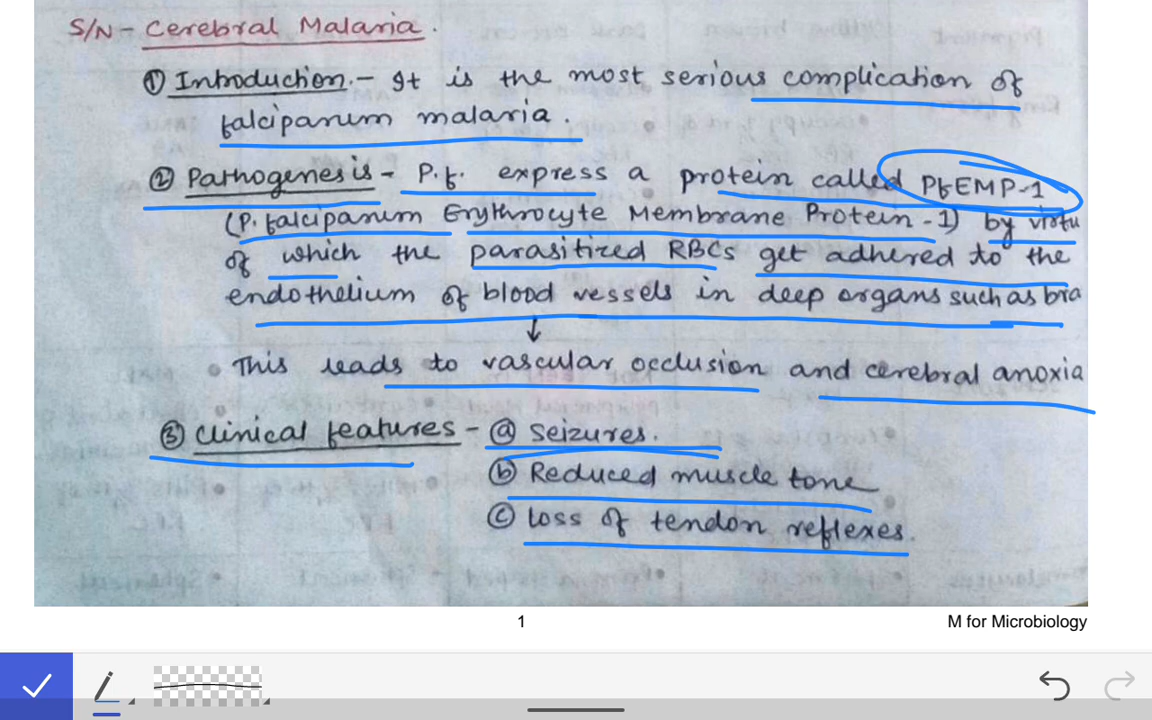 S/N - Cerebral Malaria.
① Introduction. - It is the most serious complication of
falciparum malaria.
② Pathogenesis - P.f. express a protein called PfEMP-1
(P. falciparum Erythrocyte Membrane Protein -1) by virtu
of which the parasitized RBCs get adhered to the
endothelium of blood vessels in deep organs such as bra
↓
• This leads to vascular occlusion and cerebral anoxia
③ Clinical features - ⓐ Seizures.
ⓑ Reduced muscle tone
ⓒ loss of tendon reflexes.
1
M for Microbiology